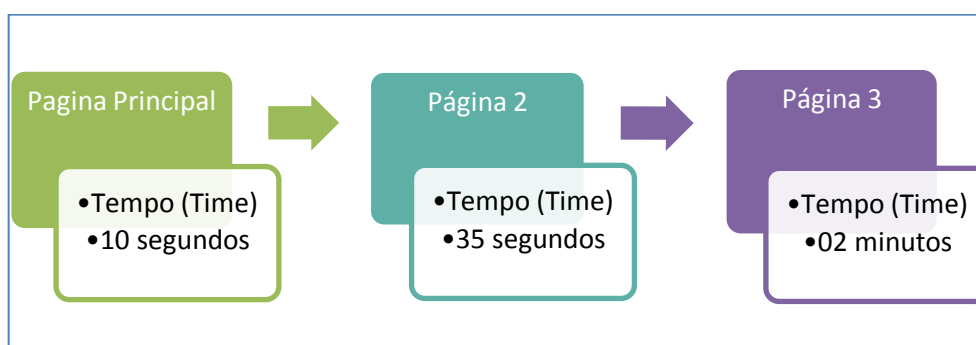 Pagina Principal
•Tempo (Time)
•10 segundos
Página 2
•Tempo (Time)
•35 segundos
Página 3
•Tempo (Time)
•02 minutos